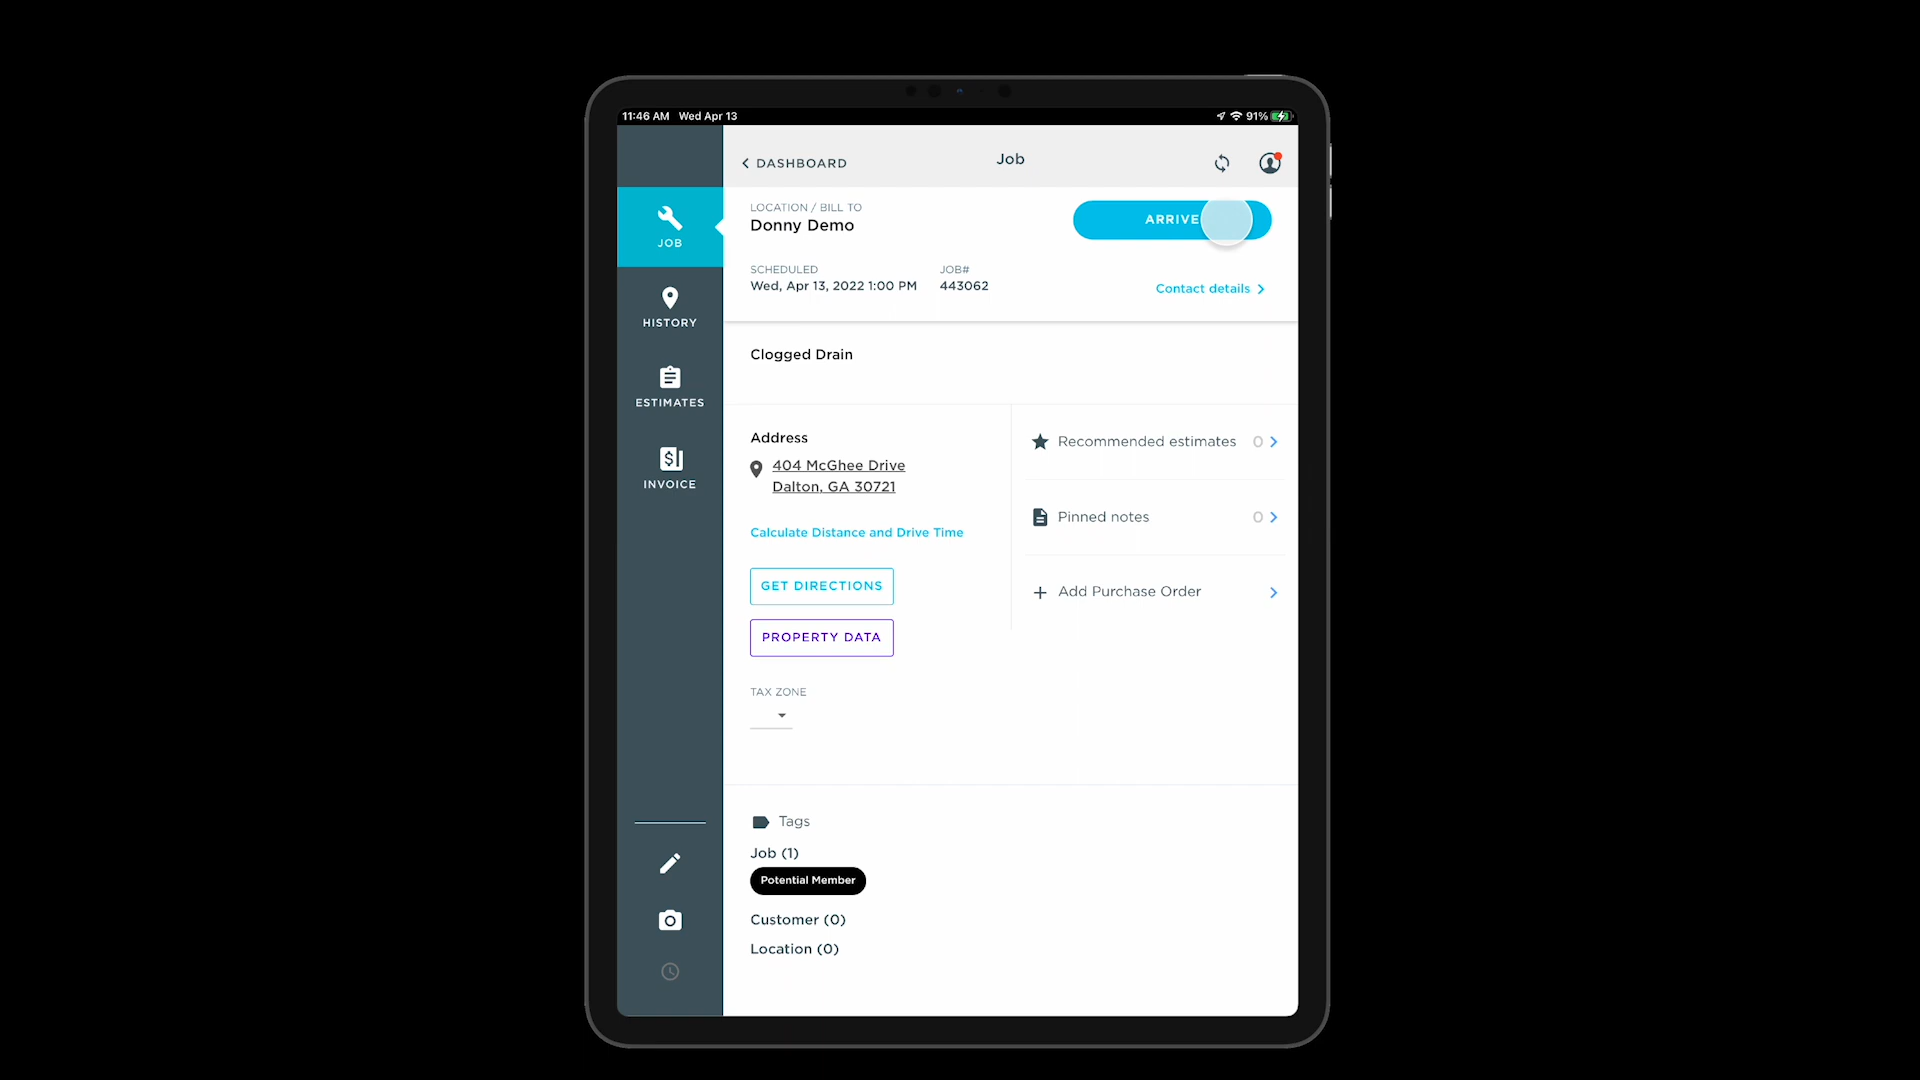 11:46 AM Wed Apr 13
91%
DASHBOARD
Job
LOCATION / BILL TO
Donny Demo
ARRIVE
SCHEDULED
Wed, Apr 13, 2022 1:00 PM
JOB#
443062
Contact details
JOB
HISTORY
ESTIMATES
INVOICE
Clogged Drain
Address
404 McGhee Drive
Dalton, GA 30721
Calculate Distance and Drive Time
GET DIRECTIONS
PROPERTY DATA
TAX ZONE
Recommended estimates 0
Pinned notes 0
Add Purchase Order
Tags
Job (1)
Potential Member
Customer (0)
Location (0)